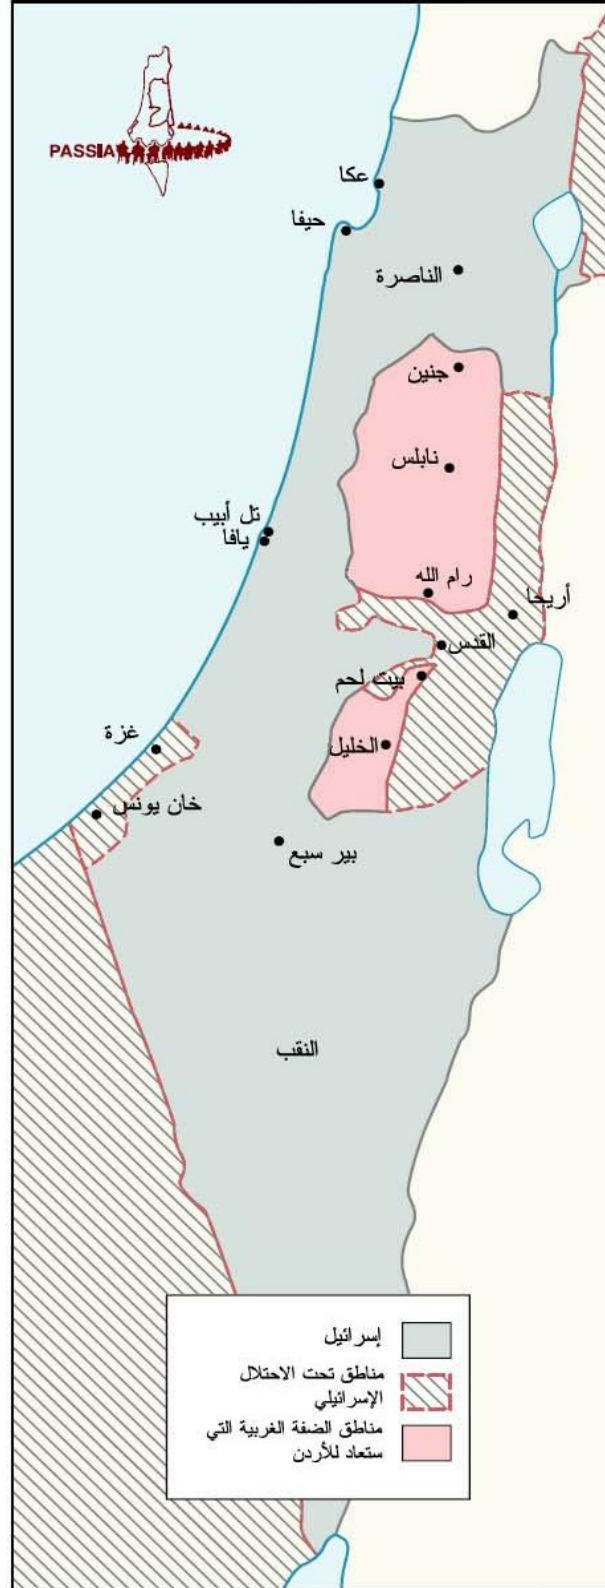 PASSIA
عكا
حيفا
الناصرة
جنين
نابلس
تل أبيب
يافا
رام الله
أريحا
القدس
بيت لحم
غزة
الخليل
خان يونس
بير سبع
النقب
إسرائيل
مناطق تحت الاحتلال
الإسرائيلي
مناطق الضفة الغربية التي
ستعاد للأردن